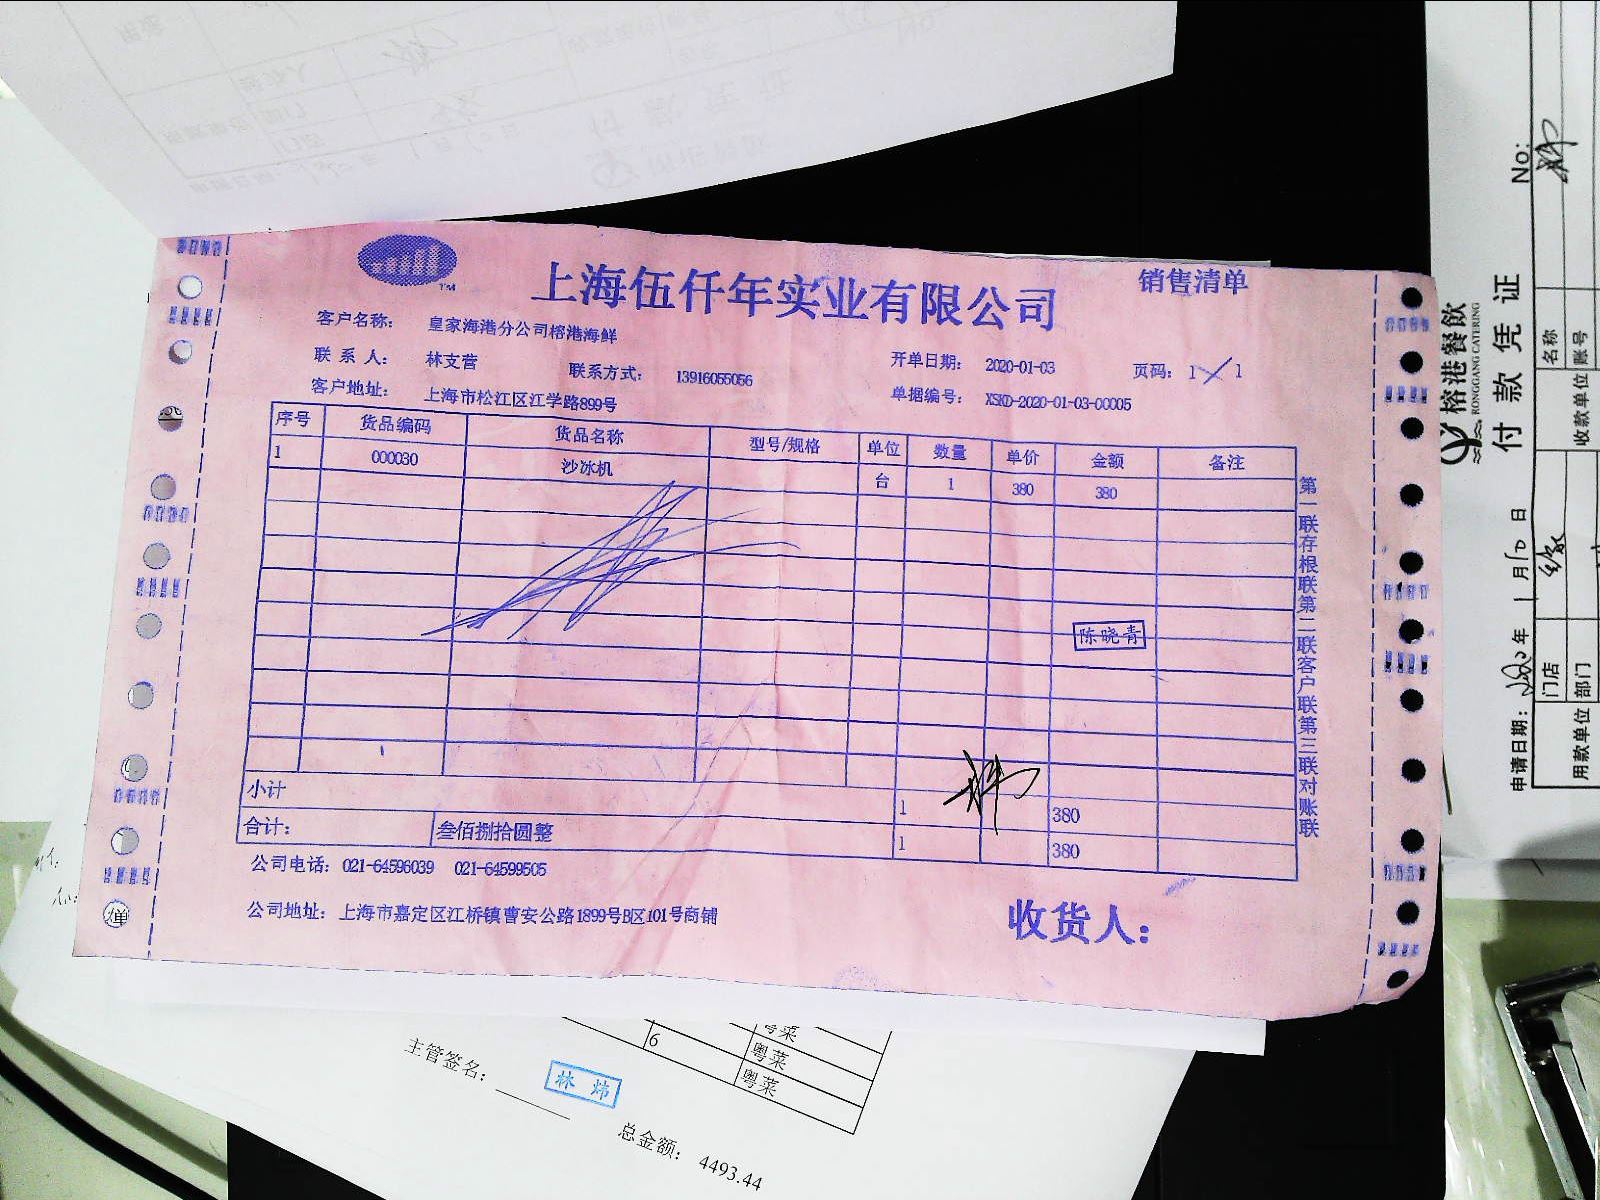 上海伍仟年实业有限公司
销售清单
TM
客户名称： 皇家海港分公司榕港海鲜
联系人： 林支营 联系方式： 13916055056
开单日期： 2020-01-03 页码： 1／1
客户地址： 上海市松江区江学路899号
单据编号： XSKD-2020-01-03-00005
序号 货品编码 货品名称 型号/规格 单位 数量 单价 金额 备注
1 000030 沙冰机 台 1 380 380
陈晓青
小计 1 380
合计： 叁佰捌拾圆整 1 380
公司电话： 021-64596039 021-64599505
公司地址： 上海市嘉定区江桥镇曹安公路1899号B区101号商铺
收货人：
第一联存根联第二联客户联第三联对账联
榕港餐飲
RONGGANG CATERING
付款凭证
No:
申请日期： 2020年 1月10日
用款单位 门店
部门
收款单位 名称
账号
粤菜
6 粤菜
粤菜
主管签名： 林炜
总金额： 4493.44